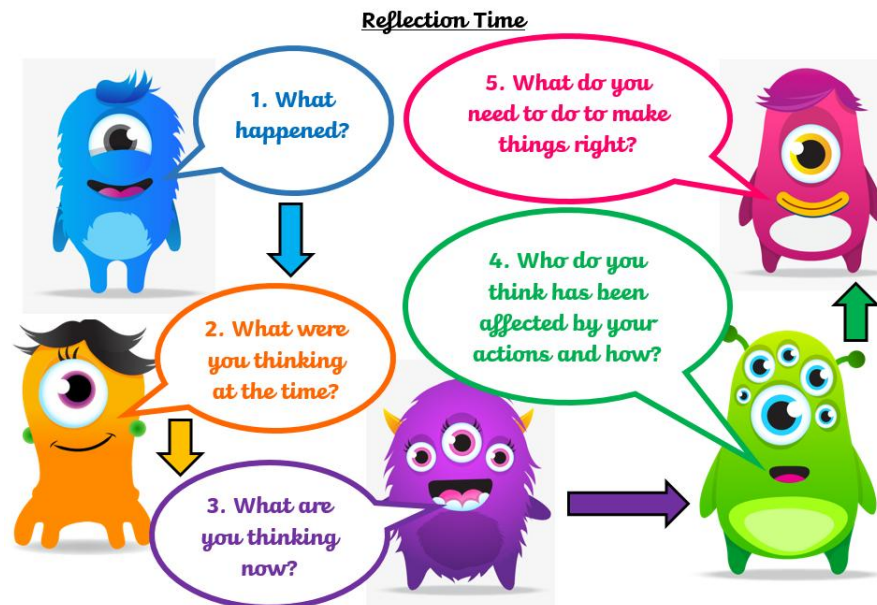 Reflection Time
1. What
happened?
2. What were
you thinking
at the time?
3. What are
you thinking
now?
4. Who do you
think has been
affected by your
actions and how?
5. What do you
need to do to make
things right?